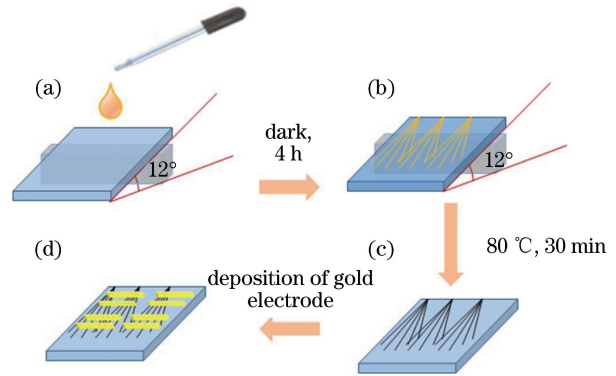 (a)
(b)
dark,
4 h
12°
12°
(d)
(c)
80 ℃, 30 min
deposition of gold
electrode